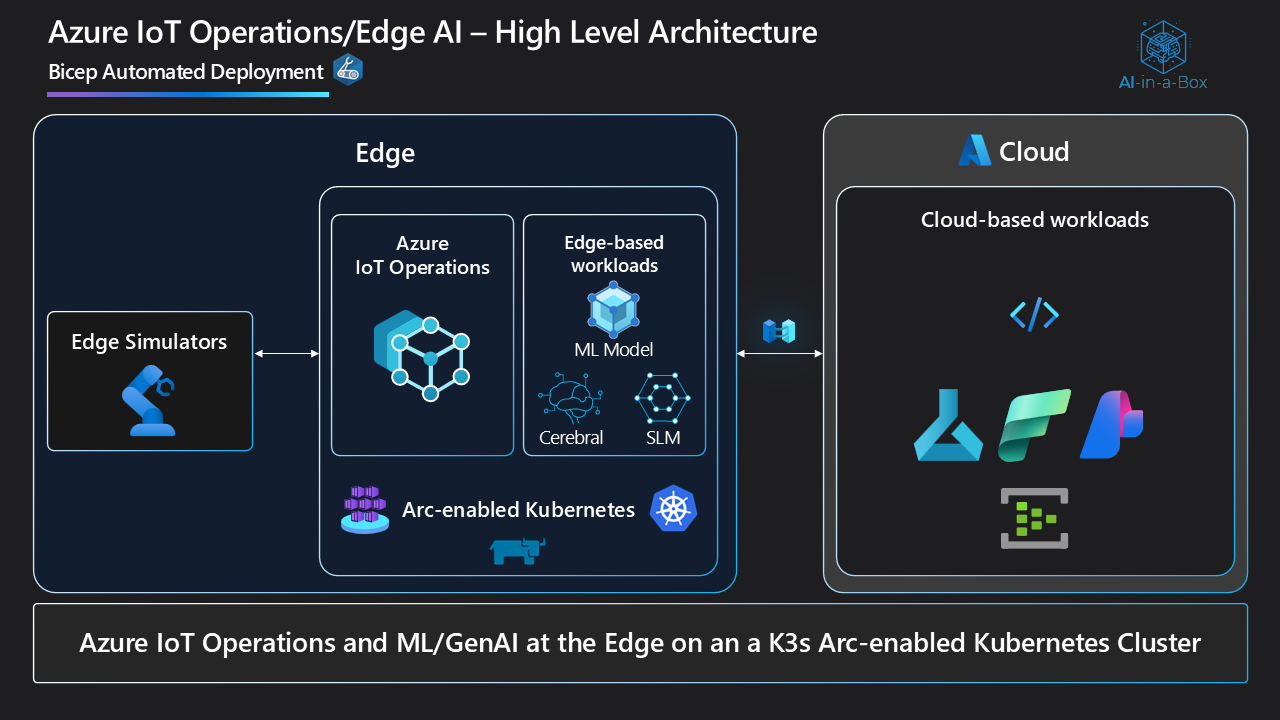 Azure IoT Operations/Edge AI – High Level Architecture
Bicep Automated Deployment
AI-in-a-Box
Edge
Cloud
Azure
IoT Operations
Edge-based
workloads
Cloud-based workloads
Edge Simulators
ML Model
Cerebral
SLM
Arc-enabled Kubernetes
Azure IoT Operations and ML/GenAI at the Edge on an a K3s Arc-enabled Kubernetes Cluster